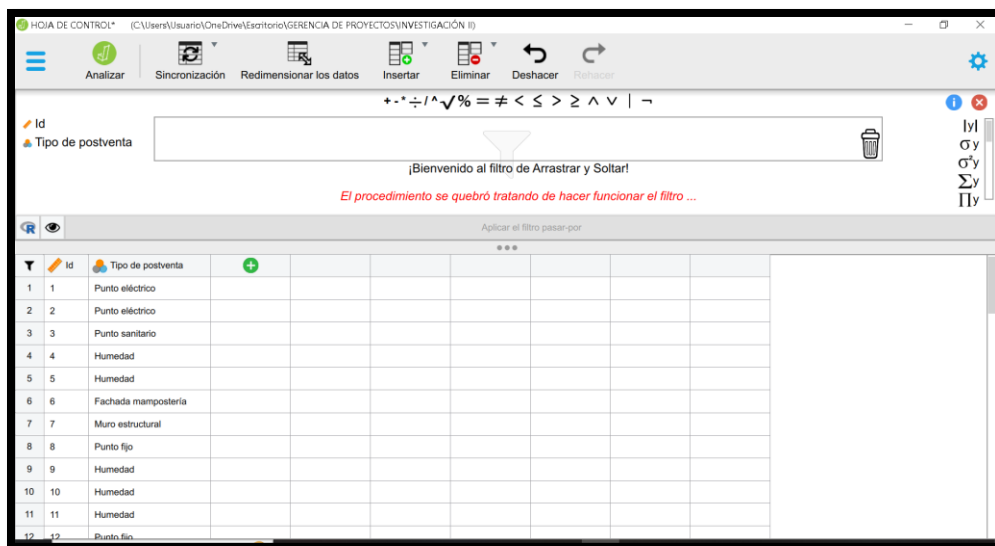 HOJA DE CONTROL* (C:\Users\Usuario\OneDrive\Escritorio\GERENCIA DE PROYECTOS\INVESTIGACIÓN II)
Analizar Sincronización Redimensionar los datos Insertar Eliminar Deshacer Rehacer
+ - * ÷ / ^ √ % = ≠ < ≤ > ≥ ∧ ∨ | ¬
Id
Tipo de postventa
|y|
σy
σ²y
Σy
∏y
¡Bienvenido al filtro de Arrastrar y Soltar!
El procedimiento se quebró tratando de hacer funcionar el filtro ...
R Aplicar el filtro pasar-por
Id Tipo de postventa
1 1 Punto eléctrico
2 2 Punto eléctrico
3 3 Punto sanitario
4 4 Humedad
5 5 Humedad
6 6 Fachada mampostería
7 7 Muro estructural
8 8 Punto fijo
9 9 Humedad
10 10 Humedad
11 11 Humedad
12 12 Punto fijo